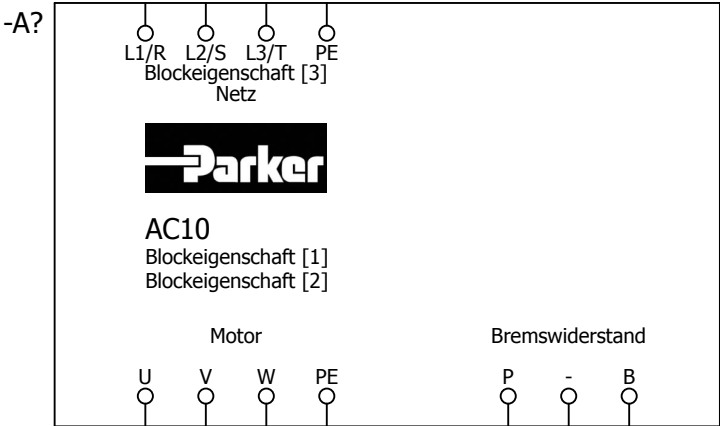 -A?
L1/R L2/S L3/T PE
Blockeigenschaft [3]
Netz
Parker
AC10
Blockeigenschaft [1]
Blockeigenschaft [2]
Motor Bremswiderstand
U V W PE P - B